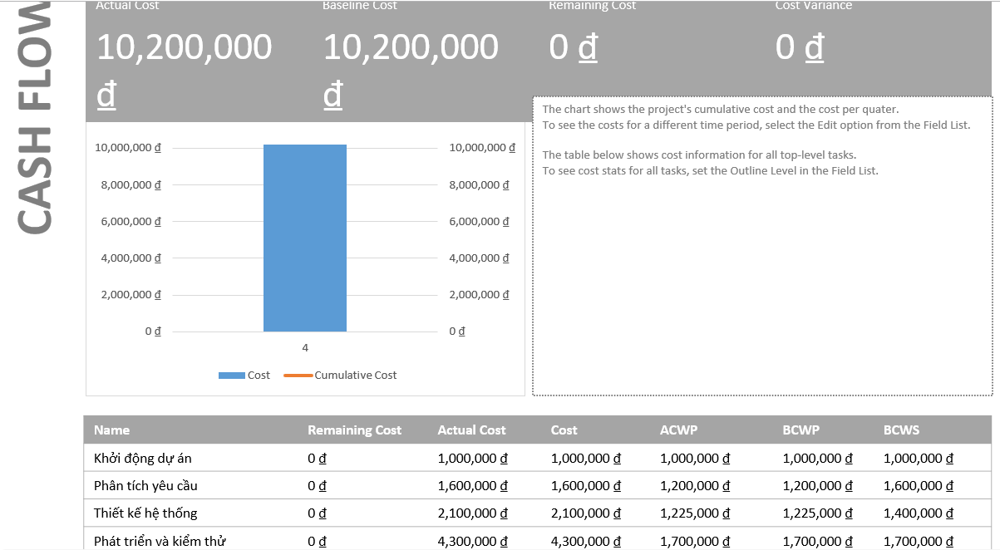 CASH FLOW
Actual Cost Baseline Cost Remaining Cost Cost Variance
10,200,000 ₫ 10,200,000 ₫ 0 ₫ 0 ₫
The chart shows the project's cumulative cost and the cost per quater.
To see the costs for a different time period, select the Edit option from the Field List.
The table below shows cost information for all top-level tasks.
To see cost stats for all tasks, set the Outline Level in the Field List.
10,000,000 ₫ 10,000,000 ₫
8,000,000 ₫ 8,000,000 ₫
6,000,000 ₫ 6,000,000 ₫
4,000,000 ₫ 4,000,000 ₫
2,000,000 ₫ 2,000,000 ₫
0 ₫ 0 ₫
4
Cost Cumulative Cost
Name Remaining Cost Actual Cost Cost ACWP BCWP BCWS
Khởi động dự án 0 ₫ 1,000,000 ₫ 1,000,000 ₫ 1,000,000 ₫ 1,000,000 ₫ 1,000,000 ₫
Phân tích yêu cầu 0 ₫ 1,600,000 ₫ 1,600,000 ₫ 1,200,000 ₫ 1,200,000 ₫ 1,600,000 ₫
Thiết kế hệ thống 0 ₫ 2,100,000 ₫ 2,100,000 ₫ 1,225,000 ₫ 1,225,000 ₫ 1,400,000 ₫
Phát triển và kiểm thử 0 ₫ 4,300,000 ₫ 4,300,000 ₫ 1,700,000 ₫ 1,700,000 ₫ 1,700,000 ₫